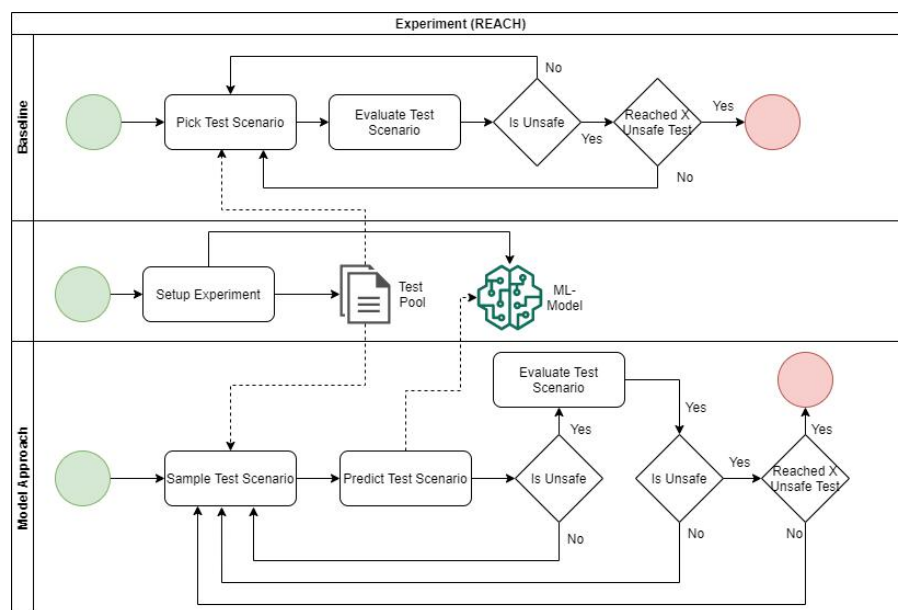 Experiment (REACH)
Baseline
No
Pick Test Scenario
Evaluate Test
Scenario
Is Unsafe
Yes
Reached X
Unsafe Test
Yes
No
Setup Experiment
Test
Pool
ML-
Model
Model Approach
Evaluate Test
Scenario
Yes
Yes
Yes
Sample Test Scenario
Predict Test Scenario
Is Unsafe
Is Unsafe
Yes
Reached X
Unsafe Test
No
No
No